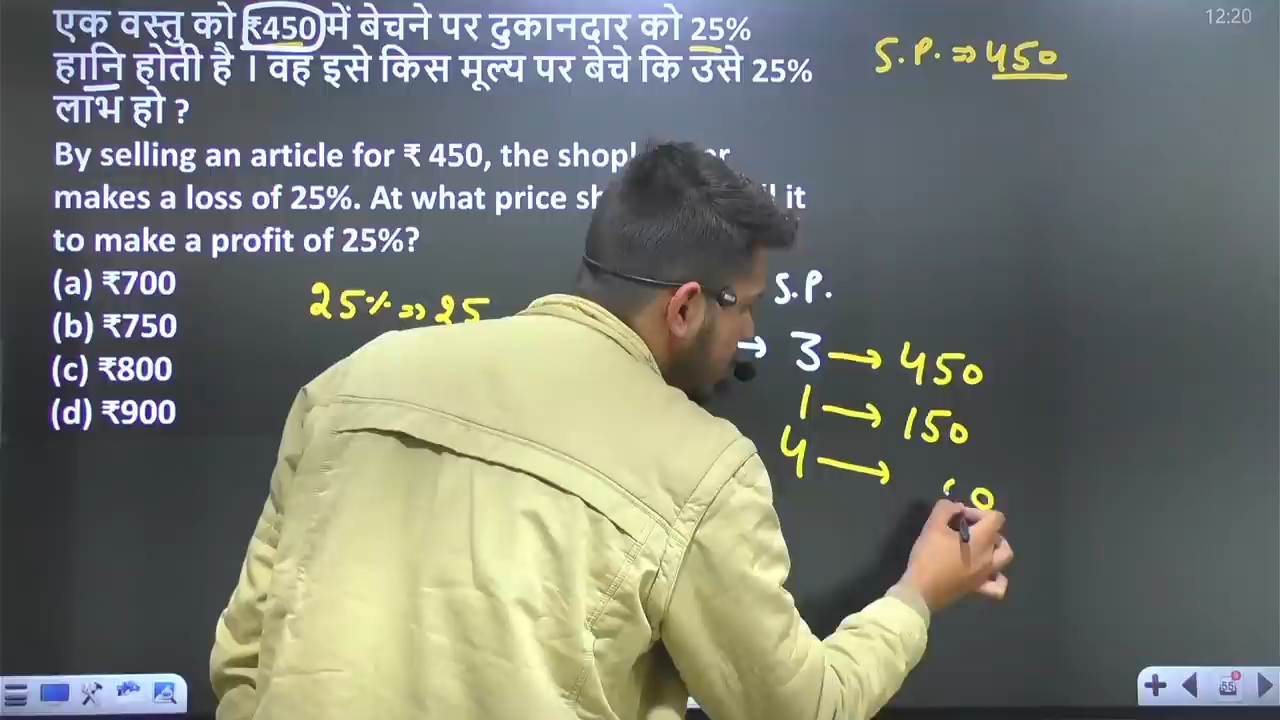 12:20
एक वस्तु को ₹450 में बेचने पर दुकानदार को 25%
हानि होती है । वह इसे किस मूल्य पर बेचे कि उसे 25%
लाभ हो ?
By selling an article for ₹ 450, the
makes a loss of 25%. At what price it
to make a profit of 25%?
(a) ₹700
(b) ₹750
(c) ₹800
(d) ₹900
S.P. ⇒ 450
25% ⇒ 25
S.P.
→ 3 → 450
1 → 150
4 →